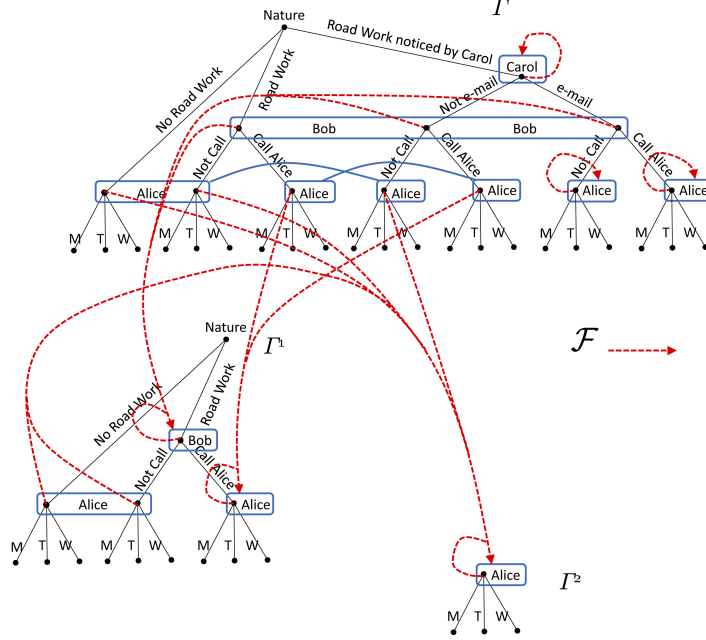 Γ
Nature
Road Work noticed by Carol
Carol
No Road Work
Road Work
Not e-mail
e-mail
Bob
Bob
Not Call
Call Alice
Not Call
Call Alice
Not Call
Call Alice
Alice
Alice
Alice
Alice
Alice
Alice
M T W
M T W
M T W
M T W
M T W
M T W
M T W
Nature
Γ¹
ℱ
No Road Work
Road Work
Bob
Not Call
Call Alice
Alice
Alice
M T W
M T W
M T W
Alice
Γ²
M T W